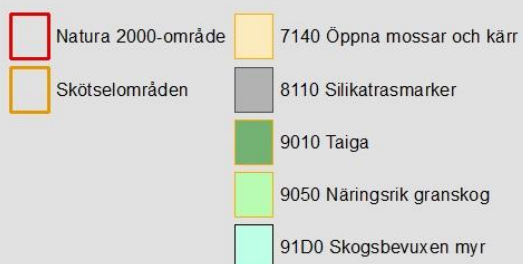 Natura 2000-område
Skötselområden
7140 Öppna mossar och kärr
8110 Silikatrasmarker
9010 Taiga
9050 Näringsrik granskog
91D0 Skogsbevuxen myr